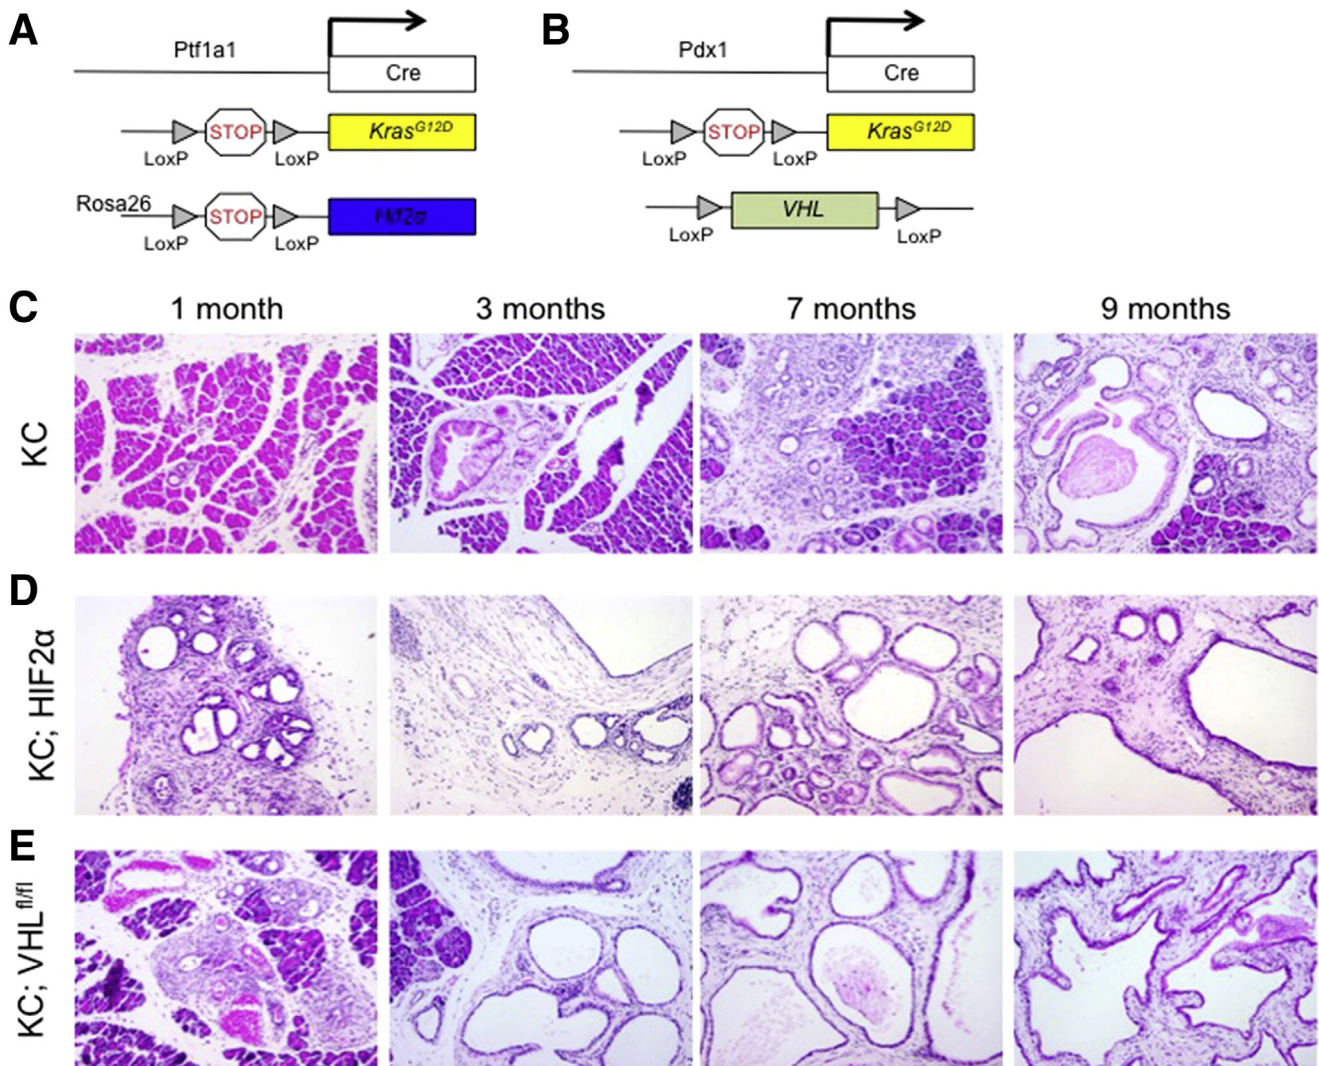 A
Ptf1a1
Cre
STOP
Kras^G12D
LoxP LoxP
Rosa26
STOP
Hif2α
LoxP LoxP
B
Pdx1
Cre
STOP
Kras^G12D
LoxP LoxP
VHL
LoxP LoxP
C
1 month 3 months 7 months 9 months
KC
D
KC; HIF2α
E
KC; VHL^fl/fl